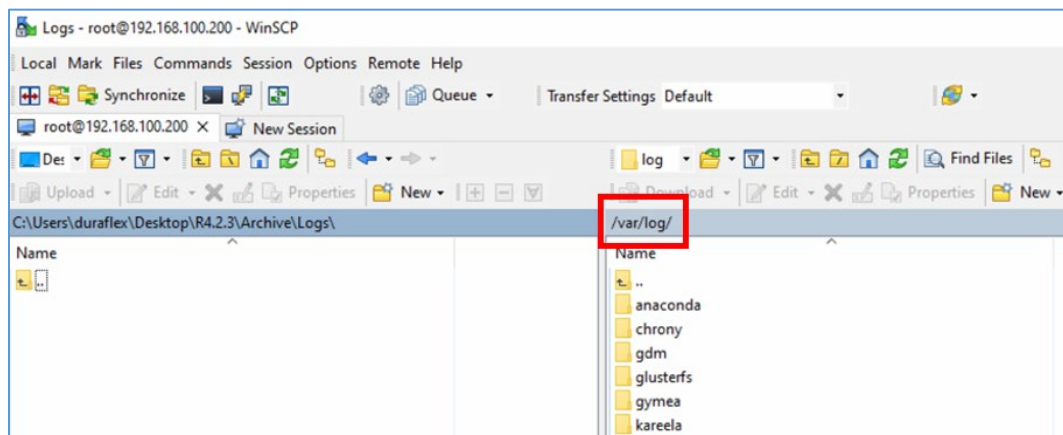 Logs - root@192.168.100.200 - WinSCP
Local Mark Files Commands Session Options Remote Help
Synchronize Queue Transfer Settings Default
root@192.168.100.200 New Session
log Find Files
Upload Edit Properties New Download Edit Properties New
C:\Users\duraflex\Desktop\R4.2.3\Archive\Logs\ /var/log/
Name Name
.. ..
anaconda
chrony
gdm
glusterfs
gymea
kareela